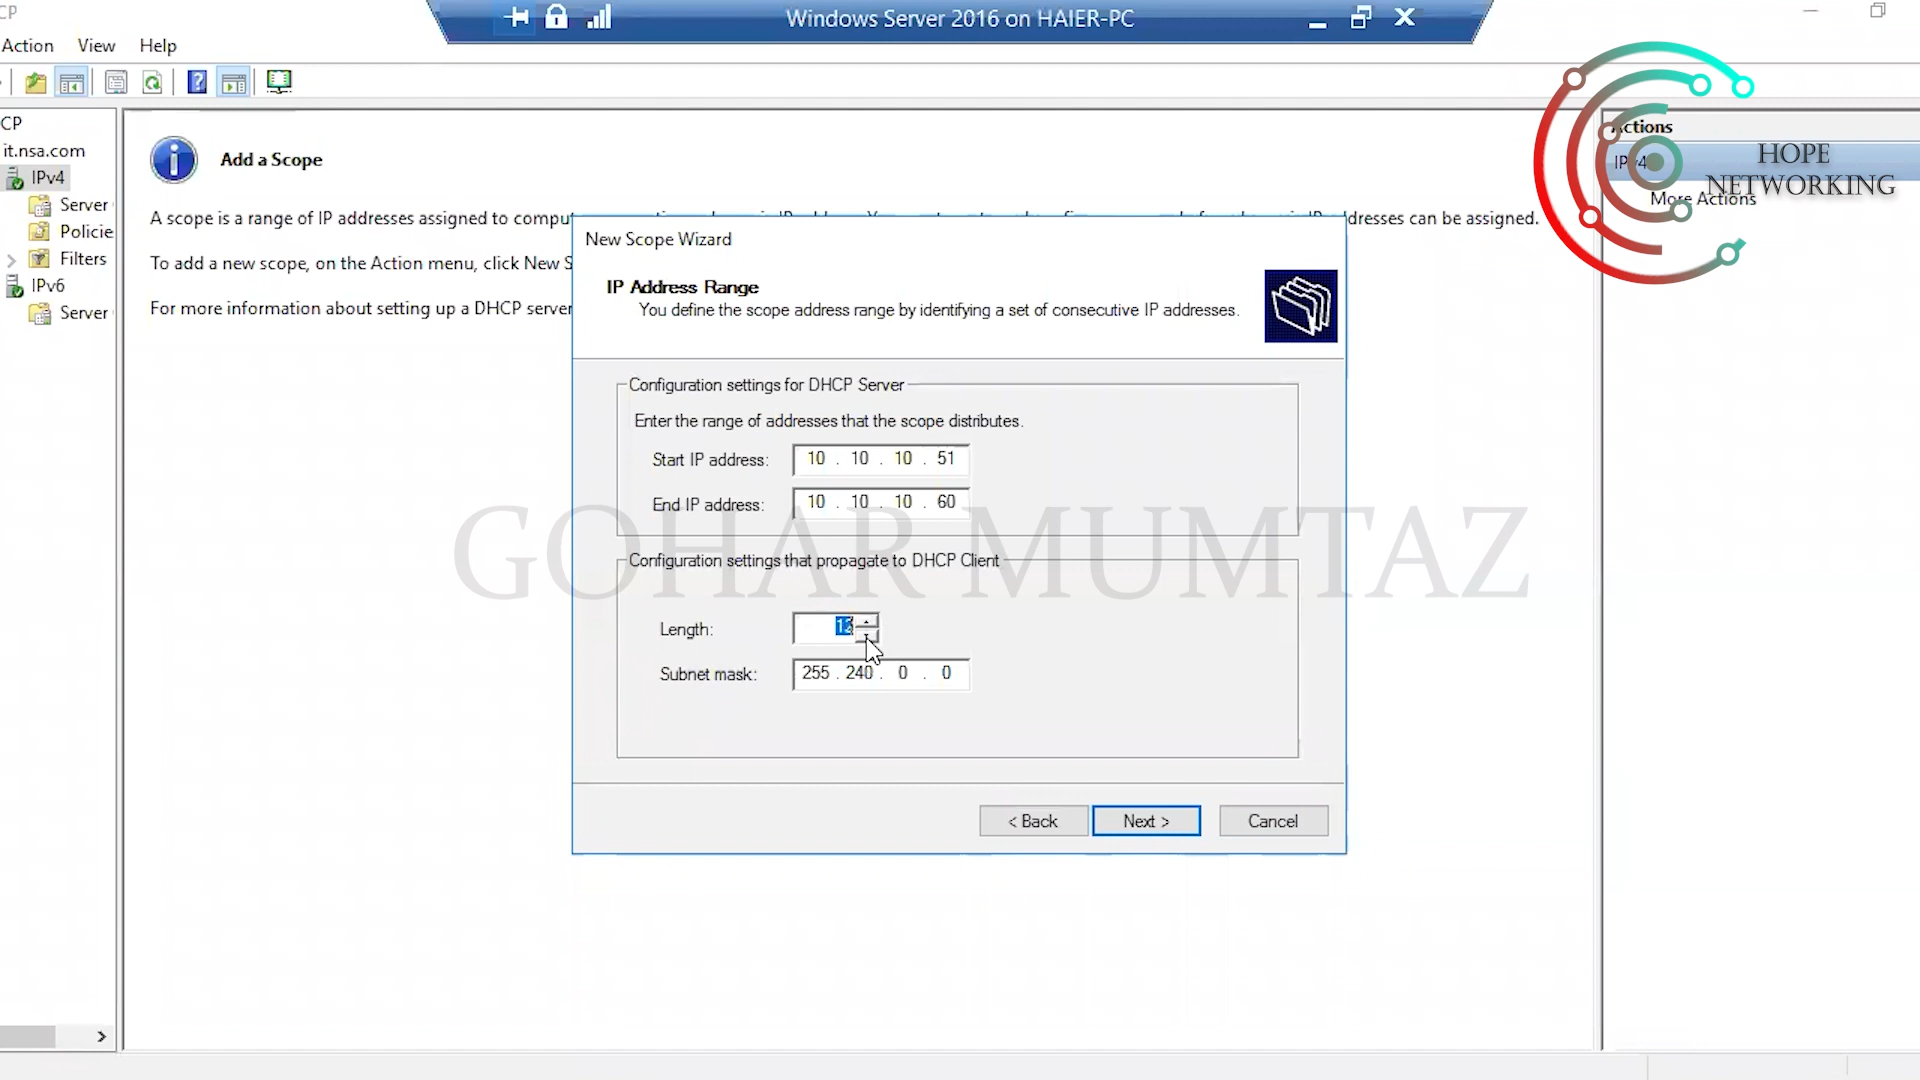 CP
Windows Server 2016 on HAIER-PC
Action View Help
CP
it.nsa.com
IPv4
Server
Policie
Filters
IPv6
Server
Add a Scope
A scope is a range of IP addresses assigned to comput
ddresses can be assigned.
To add a new scope, on the Action menu, click New S
For more information about setting up a DHCP server
New Scope Wizard
IP Address Range
You define the scope address range by identifying a set of consecutive IP addresses.
Configuration settings for DHCP Server
Enter the range of addresses that the scope distributes.
Start IP address: 10 . 10 . 10 . 51
End IP address: 10 . 10 . 10 . 60
GOHAR MUMTAZ
Configuration settings that propagate to DHCP Client
Length: 12
Subnet mask: 255 . 240 . 0 . 0
< Back Next > Cancel
Actions
IPv4
More Actions
HOPE
NETWORKING